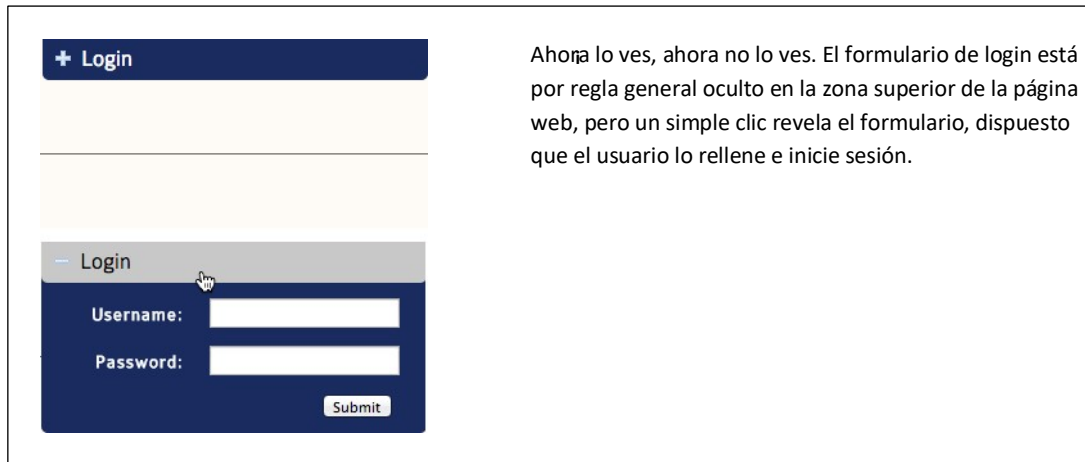 + Login
Ahora lo ves, ahora no lo ves. El formulario de login está
por regla general oculto en la zona superior de la página
web, pero un simple clic revela el formulario, dispuesto
que el usuario lo rellene e inicie sesión.
− Login
Username:
Password:
Submit